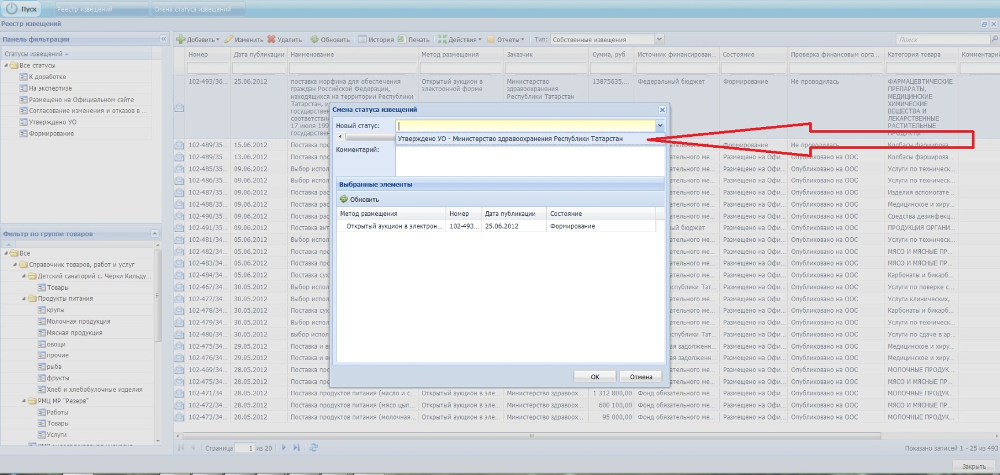 Пуск
Реестр извещений
Смена статуса извещений
Реестр извещений
Панель фильтрации
Статусы извещений
Все статусы
К доработке
На экспертизе
Размещено на Официальном сайте
Согласование изменения и отказов в ...
Утверждено УО
Формирование
Фильтр по группе товаров
Все
Справочник товаров, работ и услуг
Детский санаторий с. Черки Кильду...
Товары
Продукты питания
крупы
Молочная продукция
Мясная продукция
овощи
прочие
рыба
фрукты
Хлеб и хлебобулочные изделия
РМЦ МР "Резерв"
Работы
Товары
Услуги
Добавить Изменить Удалить Обновить История Печать Действия Отчеты Тип: Собственные извещения Поиск
Номер Дата публикации Наименование Метод размещения Заказчик Сумма, руб Источник финансирован... Состояние Проверка финансовым орга... Категория товара Комментарий
102-493/36... 25.06.2012 поставка морфина для обеспечения Открытый аукцион в Министерство 13875635.... Федеральный бюджет Формирование Не проводилась ФАРМАЦЕВТИЧЕСКИЕ
граждан Российской Федерации, электронной форме здравоохранения ПРЕПАРАТЫ,
находящихся на территории Республики Республики Татарстан МЕДИЦИНСКИЕ
Татарстан, ХИМИЧЕСКИЕ
государствен ВЕЩЕСТВА И
соответстви ЛЕКАРСТВЕННЫЕ
17 июля 199 РАСТИТЕЛЬНЫЕ
государствен ПРОДУКТЫ
102-489/35... 15.06.2012 Поставка про ательного ме... Формирование Не проводилась Колбасы фарширова...
102-489/35... 13.06.2012 Поставка про ательного ме... Размещено на Офи... Опубликовано на ООС Колбасы фарширова...
102-485/35... 09.06.2012 Выбор испол ательного ме... Размещено на Офи... Опубликовано на ООС Услуги по техническ...
102-486/35... 09.06.2012 Выбор испол ательного ме... Размещено на Офи... Опубликовано на ООС Услуги по техническ...
102-487/35... 09.06.2012 Поставка рас ательного ме... Размещено на Офи... Опубликовано на ООС Изделия вспомогате...
102-488/35... 09.06.2012 Поставка рас ательного ме... Размещено на Офи... Опубликовано на ООС Медицинское и хиру...
102-490/35... 09.06.2012 Поставка рас ательного ме... Размещено на Офи... Опубликовано на ООС Средства дезинфекц...
102-491/35... 09.06.2012 Поставка ант ый бюджет Размещено на Офи... Опубликовано на ООС ПРОДУКЦИЯ ОРГАНИ...
102-481/34... 05.06.2012 Выбор испол ательного ме... Размещено на Офи... Опубликовано на ООС Услуги по техническ...
102-482/34... 05.06.2012 Поставка про ательного ме... Размещено на Офи... Опубликовано на ООС МЯСО И МЯСНЫЕ ПР...
102-483/34... 05.06.2012 Поставка про ательного ме... Размещено на Офи... Опубликовано на ООС МЯСО И МЯСНЫЕ ПР...
102-484/34... 05.06.2012 Поставка сух ательного ме... Размещено на Офи... Опубликовано на ООС Карбонаты и бикарб...
102-467/34... 30.05.2012 Выбор испол еспублики Тат... Размещено на Офи... Опубликовано на ООС Услуги по поверке с...
102-477/34... 30.05.2012 Выбор испол ательного ме... Размещено на Офи... Опубликовано на ООС Услуги клинических,...
102-478/34... 30.05.2012 Поставка сух ательного ме... Размещено на Офи... Опубликовано на ООС Карбонаты и бикарб...
102-479/34... 30.05.2012 Выбор испол ательного ме... Размещено на Офи... Опубликовано на ООС Услуги по техническ...
102-480/34... 30.05.2012 выбор испол еспублики Тат... Размещено на Офи... Опубликовано на ООС Услуги по сдаче в ар...
102-475/34... 29.05.2012 Поставка и ая задолженн... Размещено на Офи... Опубликовано на ООС Медицинское и хиру...
102-476/34... 29.05.2012 Поставка и ая задолженн... Размещено на Офи... Опубликовано на ООС Медицинское и хиру...
102-469/34... 28.05.2012 Поставка про ательного ме... Размещено на Офи... Опубликовано на ООС МОЛОЧНЫЕ ПРОДУК...
102-475/34... 28.05.2012 Поставка про ательного ме... Размещено на Офи... Опубликовано на ООС МЯСО И МЯСНЫЕ ПР...
102-471/34... 28.05.2012 Поставка продуктов питания (масло и с... Открытый аукцион в эле... Министерство здравоох... 1 312 800,00 Фонд обязательного ме... Размещено на Офи... Опубликовано на ООС МОЛОЧНЫЕ ПРОДУК...
102-472/34... 28.05.2012 Поставка продуктов питания (мясо цып... Открытый аукцион в эле... Министерство здравоох... 600 100,00 Фонд обязательного ме... Размещено на Офи... Опубликовано на ООС МЯСО И МЯСНЫЕ ПР...
102-473/34... 28.05.2012 Поставка продуктов питания (молочная... Открытый аукцион в эле... Министерство здравоох... 95 000,00 Фонд обязательного ме... Размещено на Офи... Опубликовано на ООС МОЛОЧНЫЕ ПРОДУК...
Смена статуса извещений
Новый статус:
Утверждено УО - Министерство здравоохранения Республики Татарстан
Комментарий:
Выбранные элементы
Обновить
Метод размещения Номер Дата публикации Состояние
Открытый аукцион в электрон... 102-493... 25.06.2012 Формирование
OK Отмена
Страница 1 из 20
Показано записей 1 - 25 из 493
Закрыть